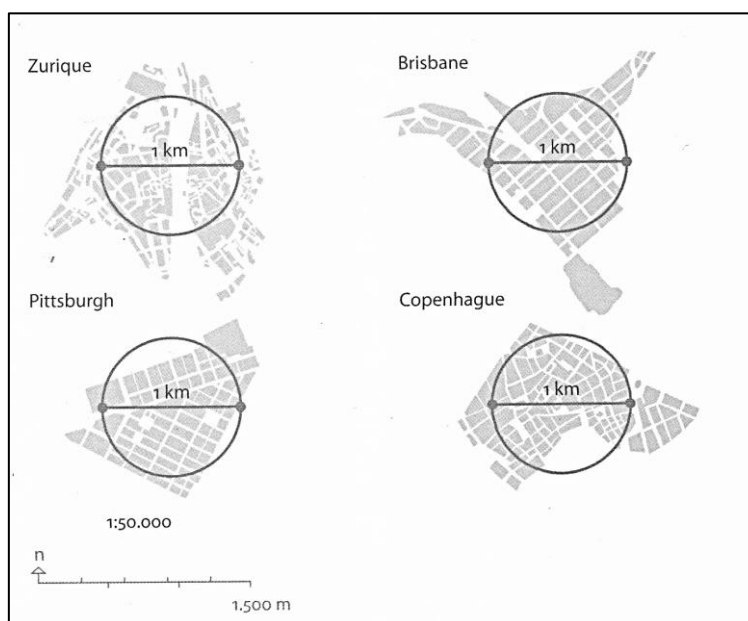 Zurique
1 km
Brisbane
1 km
Pittsburgh
1 km
Copenhague
1 km
1:50.000
n
1.500 m